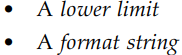 • A lower limit
• A format string